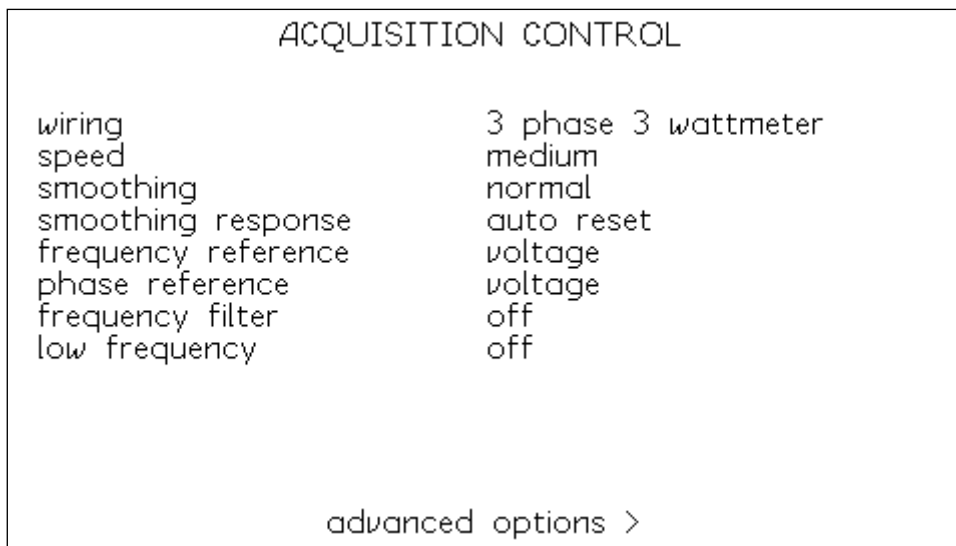 ACQUISITION CONTROL
wiring 3 phase 3 wattmeter
speed medium
smoothing normal
smoothing response auto reset
frequency reference voltage
phase reference voltage
frequency filter off
low frequency off
advanced options >